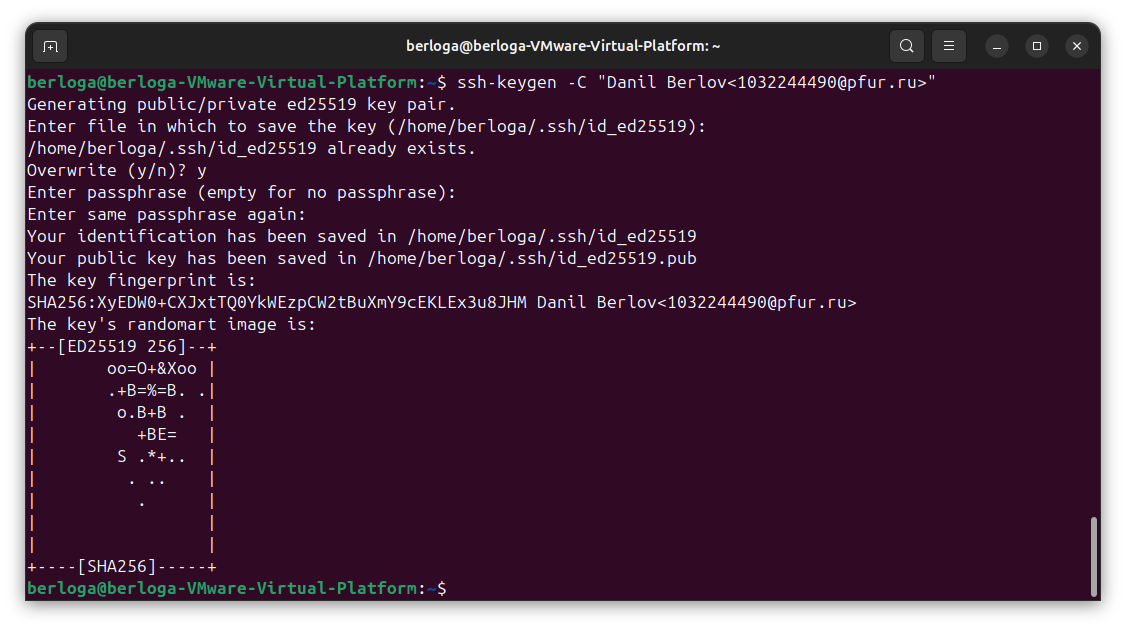 berloga@berloga-VMware-Virtual-Platform: ~
berloga@berloga-VMware-Virtual-Platform:~$ ssh-keygen -C "Danil Berlov<1032244490@pfur.ru>"
Generating public/private ed25519 key pair.
Enter file in which to save the key (/home/berloga/.ssh/id_ed25519):
/home/berloga/.ssh/id_ed25519 already exists.
Overwrite (y/n)? y
Enter passphrase (empty for no passphrase):
Enter same passphrase again:
Your identification has been saved in /home/berloga/.ssh/id_ed25519
Your public key has been saved in /home/berloga/.ssh/id_ed25519.pub
The key fingerprint is:
SHA256:XyEDW0+CXJxtTQ0YkWEzpCW2tBuXmY9cEKLEx3u8JHM Danil Berlov<1032244490@pfur.ru>
The key's randomart image is:
+--[ED25519 256]--+
|       oo=O+&Xoo |
|       .+B=%=B. .|
|        o.B+B .  |
|          +BE=   |
|        S .*+..  |
|         . ..    |
|          .      |
|                 |
|                 |
+----[SHA256]-----+
berloga@berloga-VMware-Virtual-Platform:~$